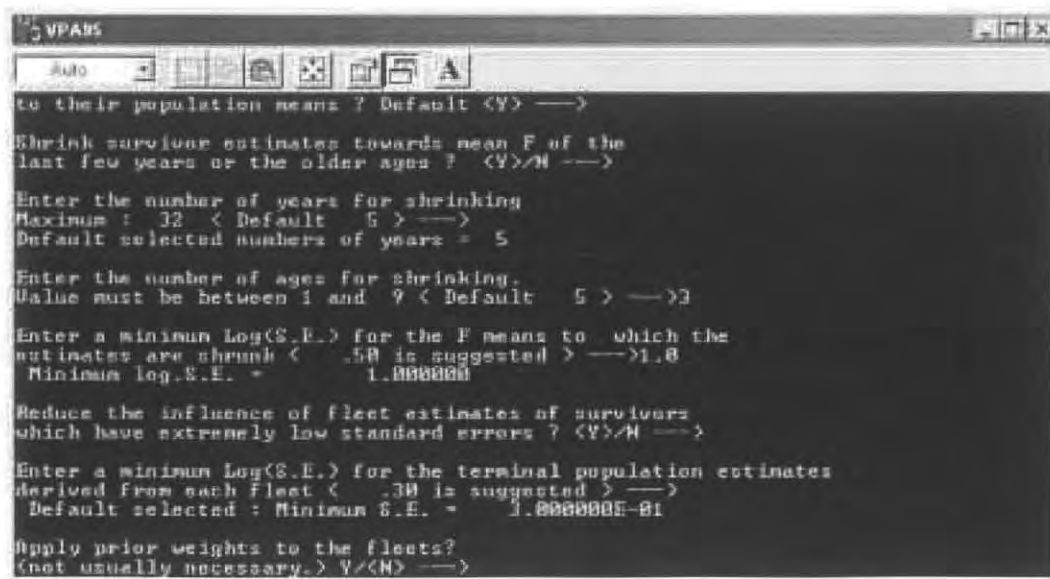 VPA95
Auto
A
to their population means ? Default <Y> --->
Shrink survivor estimates towards mean F of the
last few years or the older ages ?  <Y>/N --->
Enter the number of years for shrinking
Maximum :  32  < Default    5 > --->
Default selected numbers of years =  5
Enter the number of ages for shrinking.
Value must be between 1 and  9 < Default    5 > --->3
Enter a minimum Log(S.E.) for the F means to  which the
estimates are shrunk <    .50 is suggested > --->1.0
Minimum log.S.E. =          1.000000
Reduce the influence of fleet estimates of survivors
which have extremely low standard errors ? <Y>/N --->
Enter a minimum Log(S.E.) for the terminal population estimates
derived from each fleet <    .30 is suggested > --->
Default selected : Minimum S.E. =    3.000000E-01
Apply prior weights to the fleets?
(not usually necessary.) Y/<N> --->